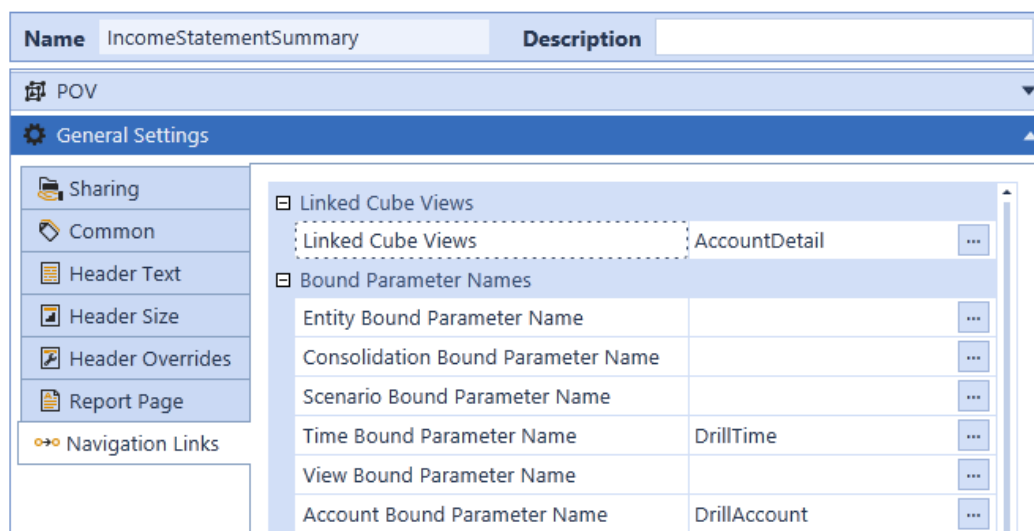 Name IncomeStatementSummary Description
POV
General Settings
Sharing
Common
Header Text
Header Size
Header Overrides
Report Page
Navigation Links
Linked Cube Views
Linked Cube Views AccountDetail ...
Bound Parameter Names
Entity Bound Parameter Name ...
Consolidation Bound Parameter Name ...
Scenario Bound Parameter Name ...
Time Bound Parameter Name DrillTime ...
View Bound Parameter Name ...
Account Bound Parameter Name DrillAccount ...